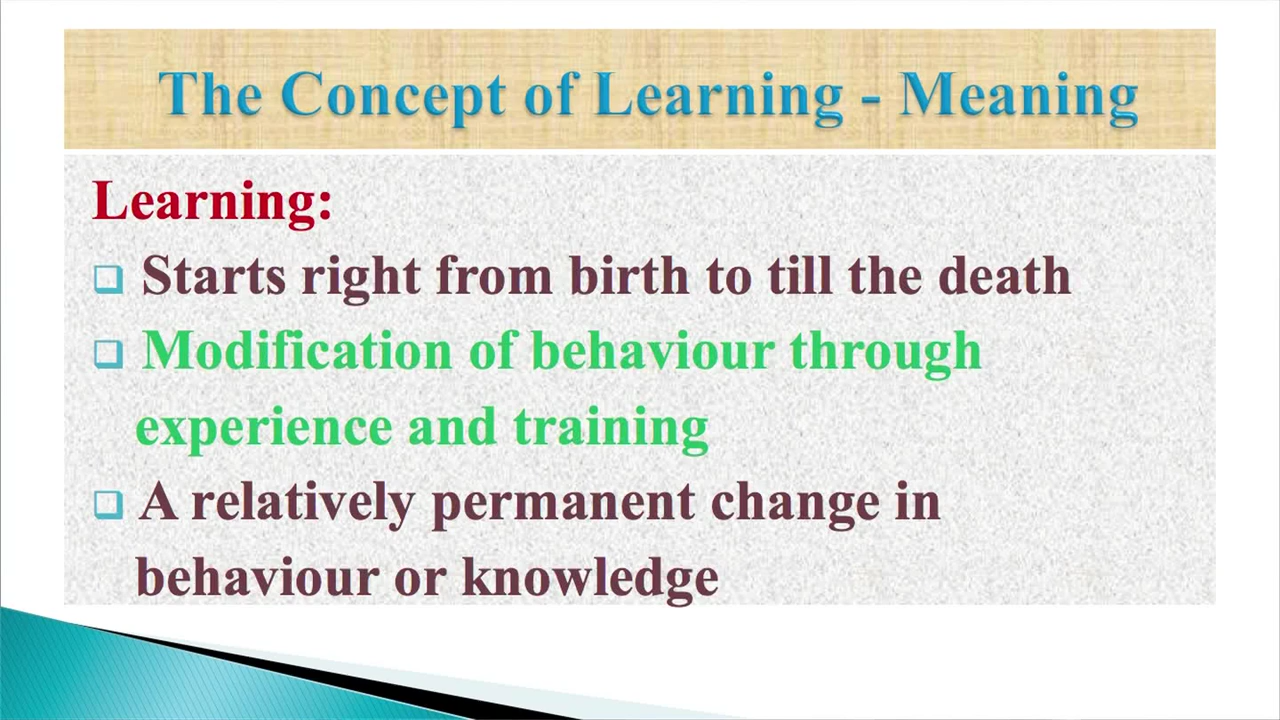 The Concept of Learning - Meaning
Learning:
Starts right from birth to till the death
Modification of behaviour through
experience and training
A relatively permanent change in
behaviour or knowledge